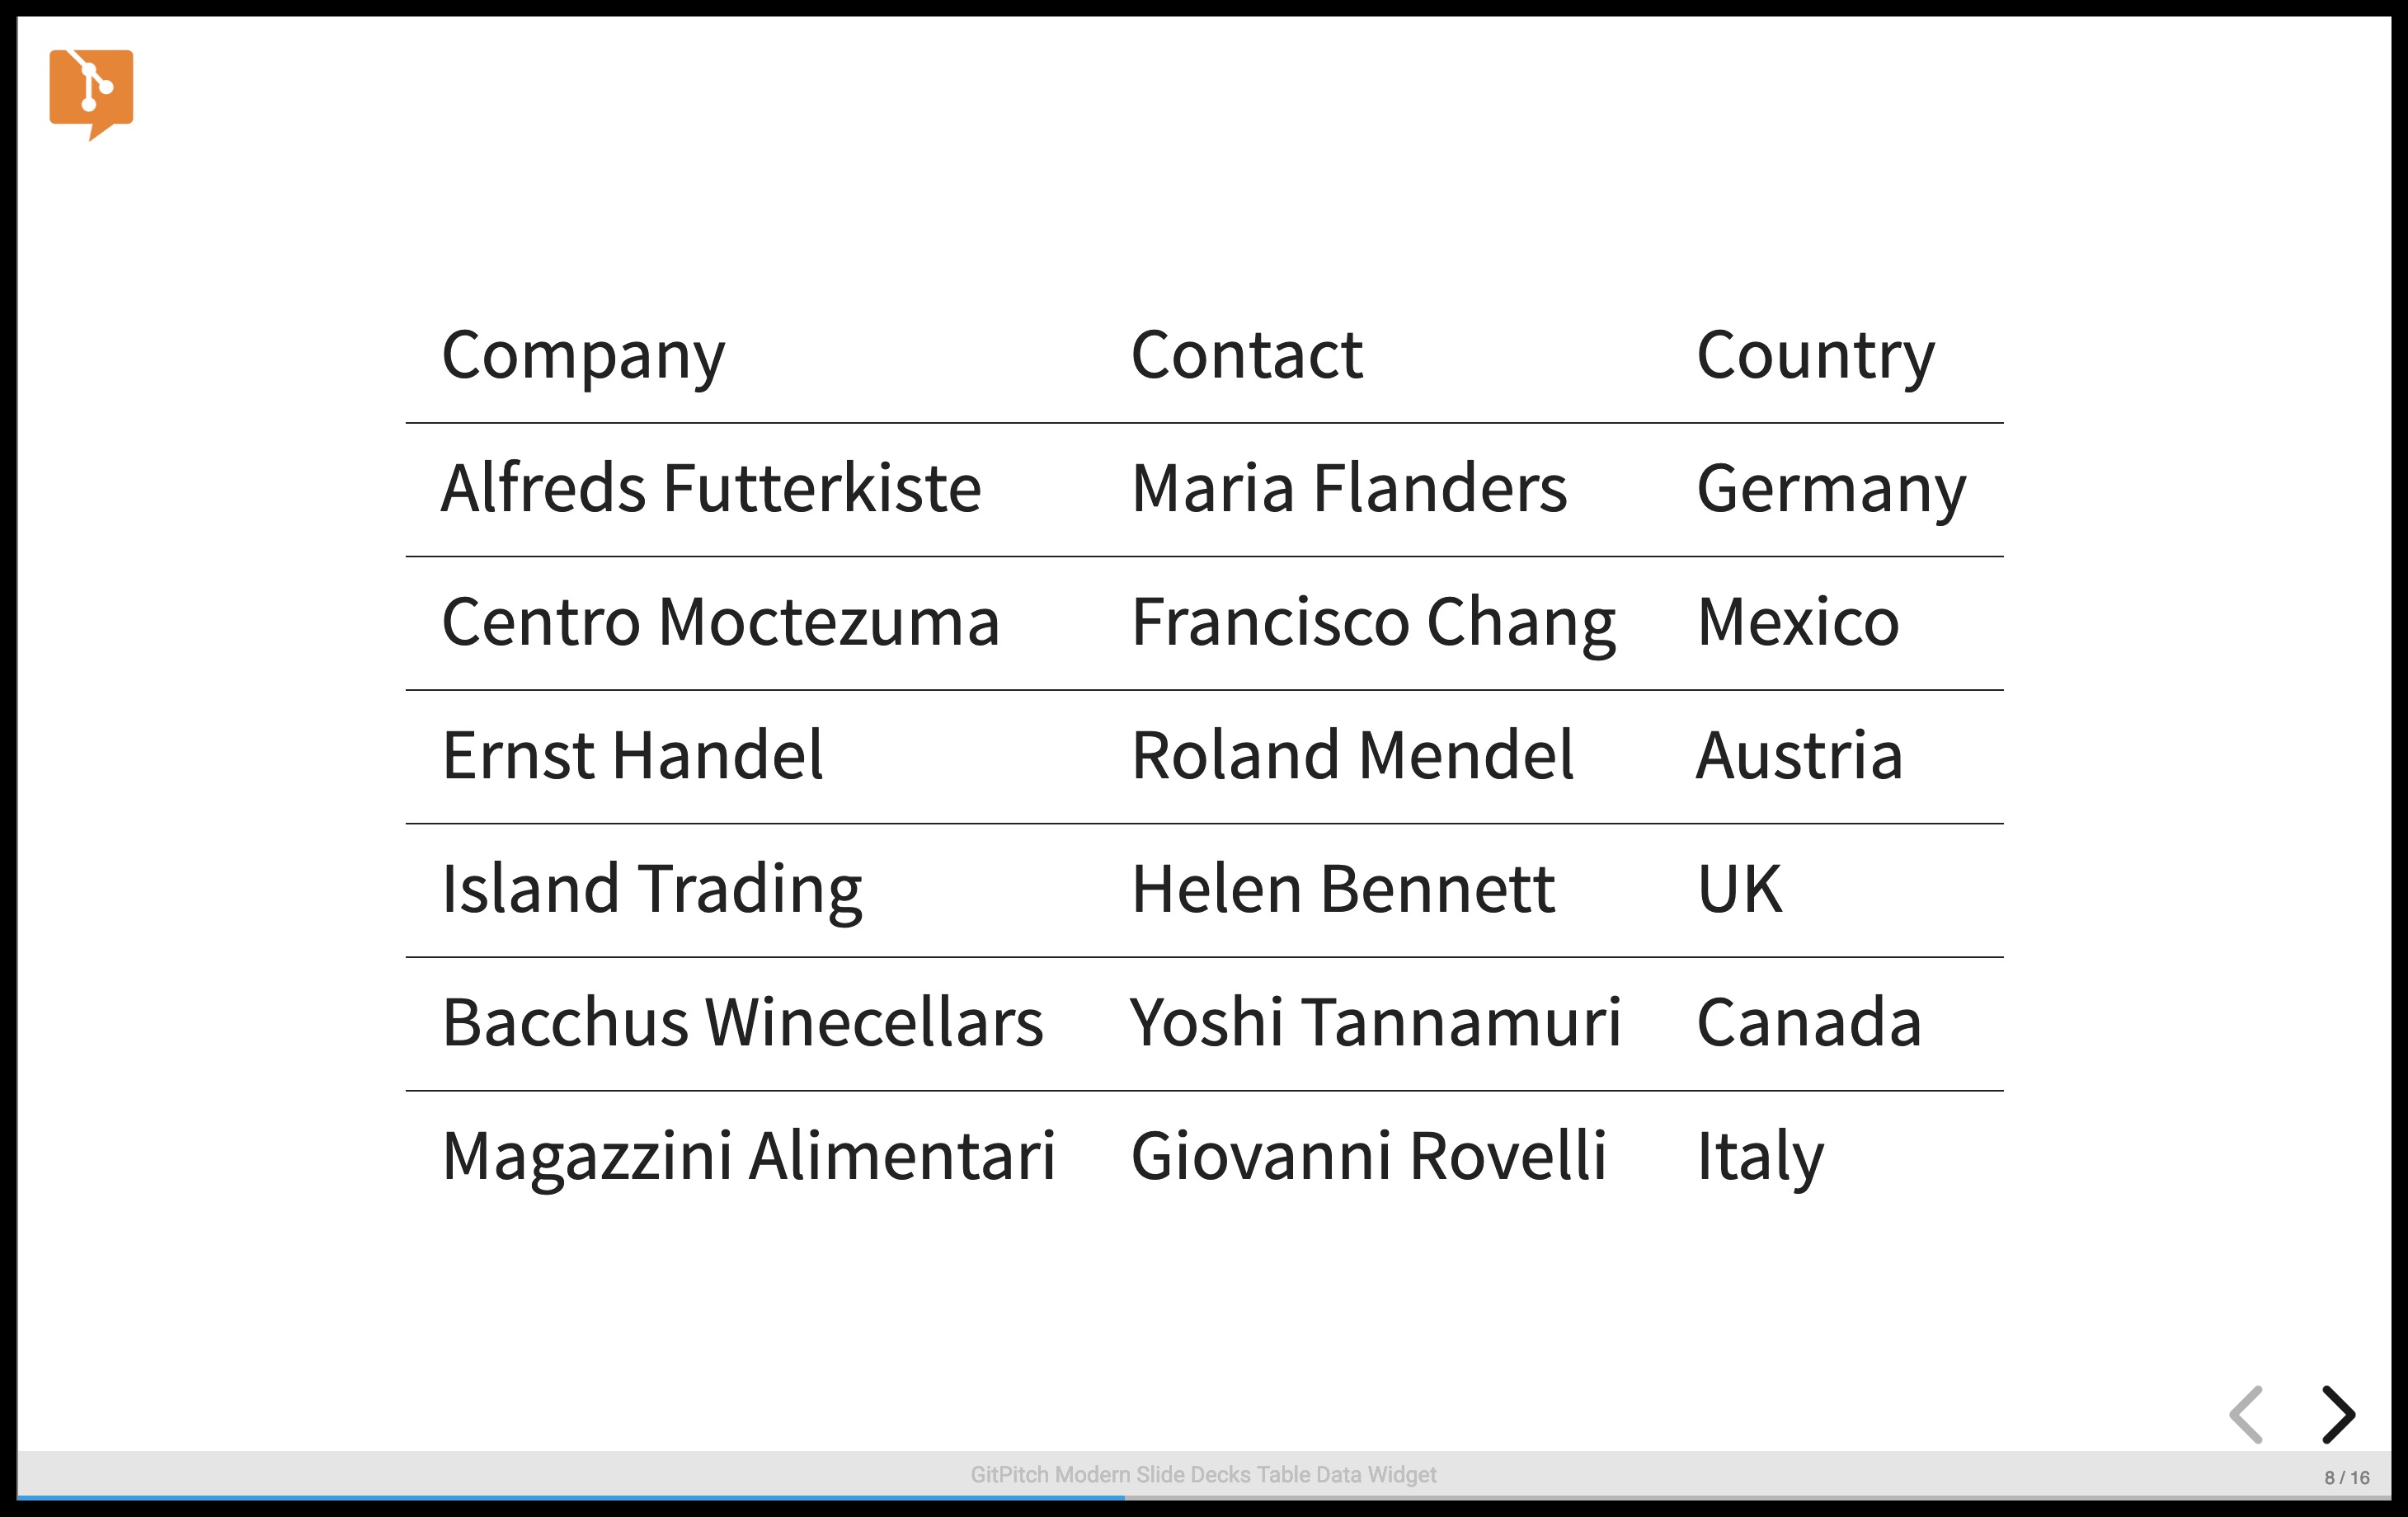 Company Contact Country
Alfreds Futterkiste Maria Flanders Germany
Centro Moctezuma Francisco Chang Mexico
Ernst Handel Roland Mendel Austria
Island Trading Helen Bennett UK
Bacchus Winecellars Yoshi Tannamuri Canada
Magazzini Alimentari Giovanni Rovelli Italy
GitPitch Modern Slide Decks Table Data Widget
8 / 16